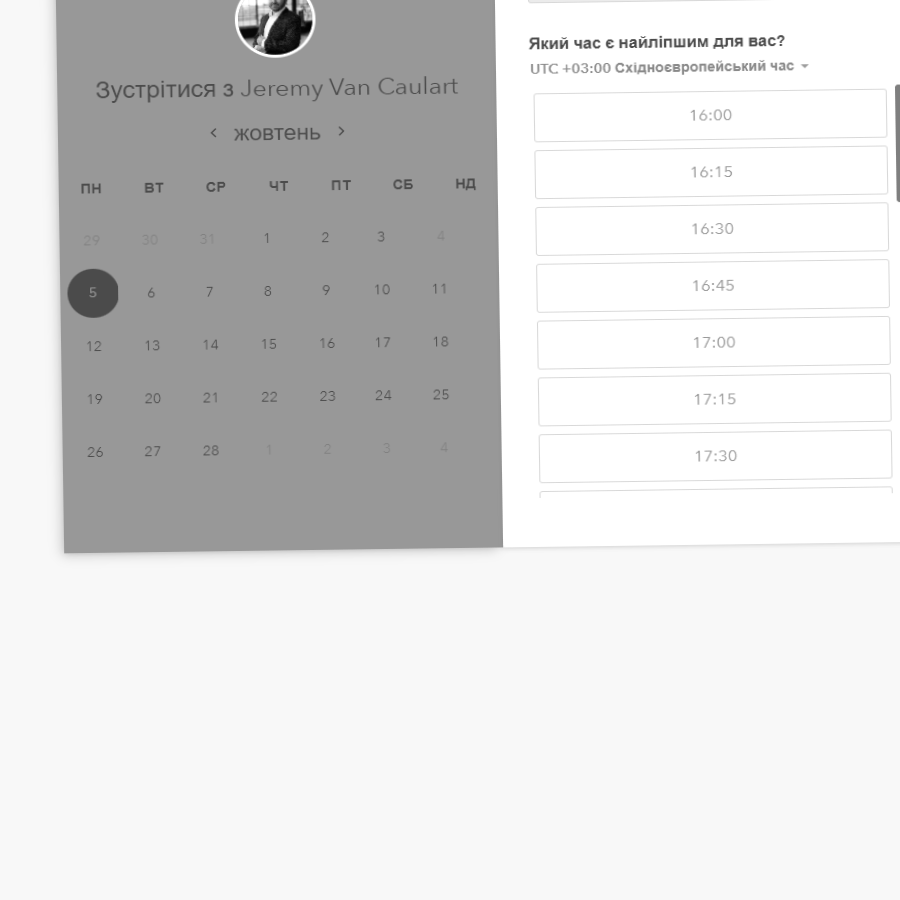 Зустрітися з Jeremy Van Caulart
жовтень
ПН ВТ СР ЧТ ПТ СБ НД
29 30 31 1 2 3 4
5 6 7 8 9 10 11
12 13 14 15 16 17 18
19 20 21 22 23 24 25
26 27 28 1 2 3 4
Який час є найліпшим для вас?
UTC +03:00 Східноєвропейський час
16:00
16:15
16:30
16:45
17:00
17:15
17:30